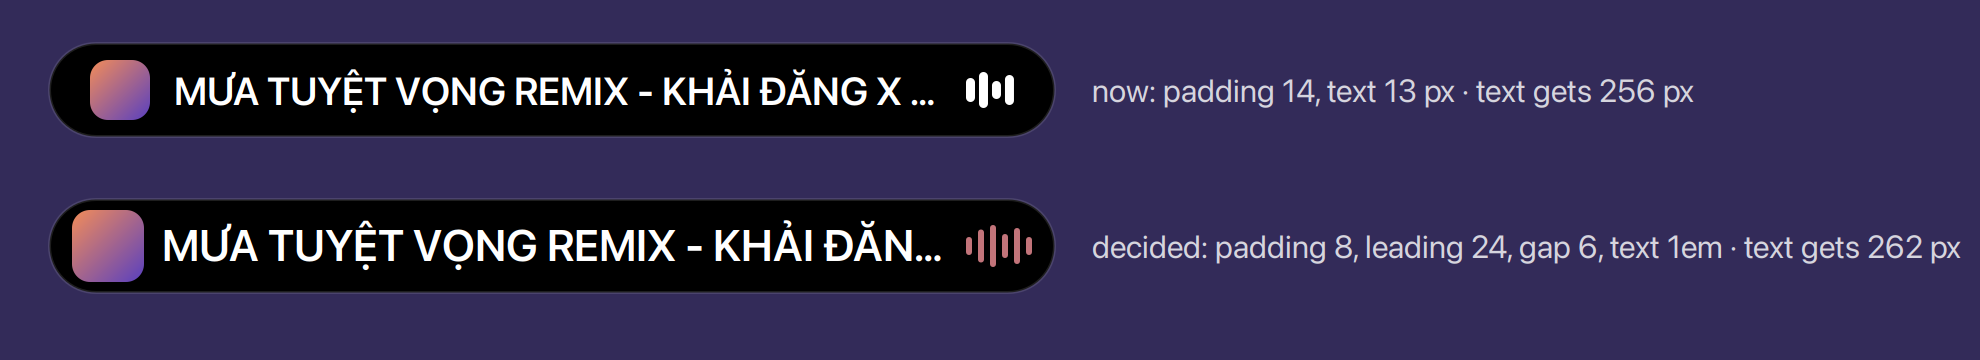 MƯA TUYỆT VỌNG REMIX - KHẢI ĐĂNG X ...
now: padding 14, text 13 px · text gets 256 px
MƯA TUYỆT VỌNG REMIX - KHẢI ĐĂN...
decided: padding 8, leading 24, gap 6, text 1em · text gets 262 px